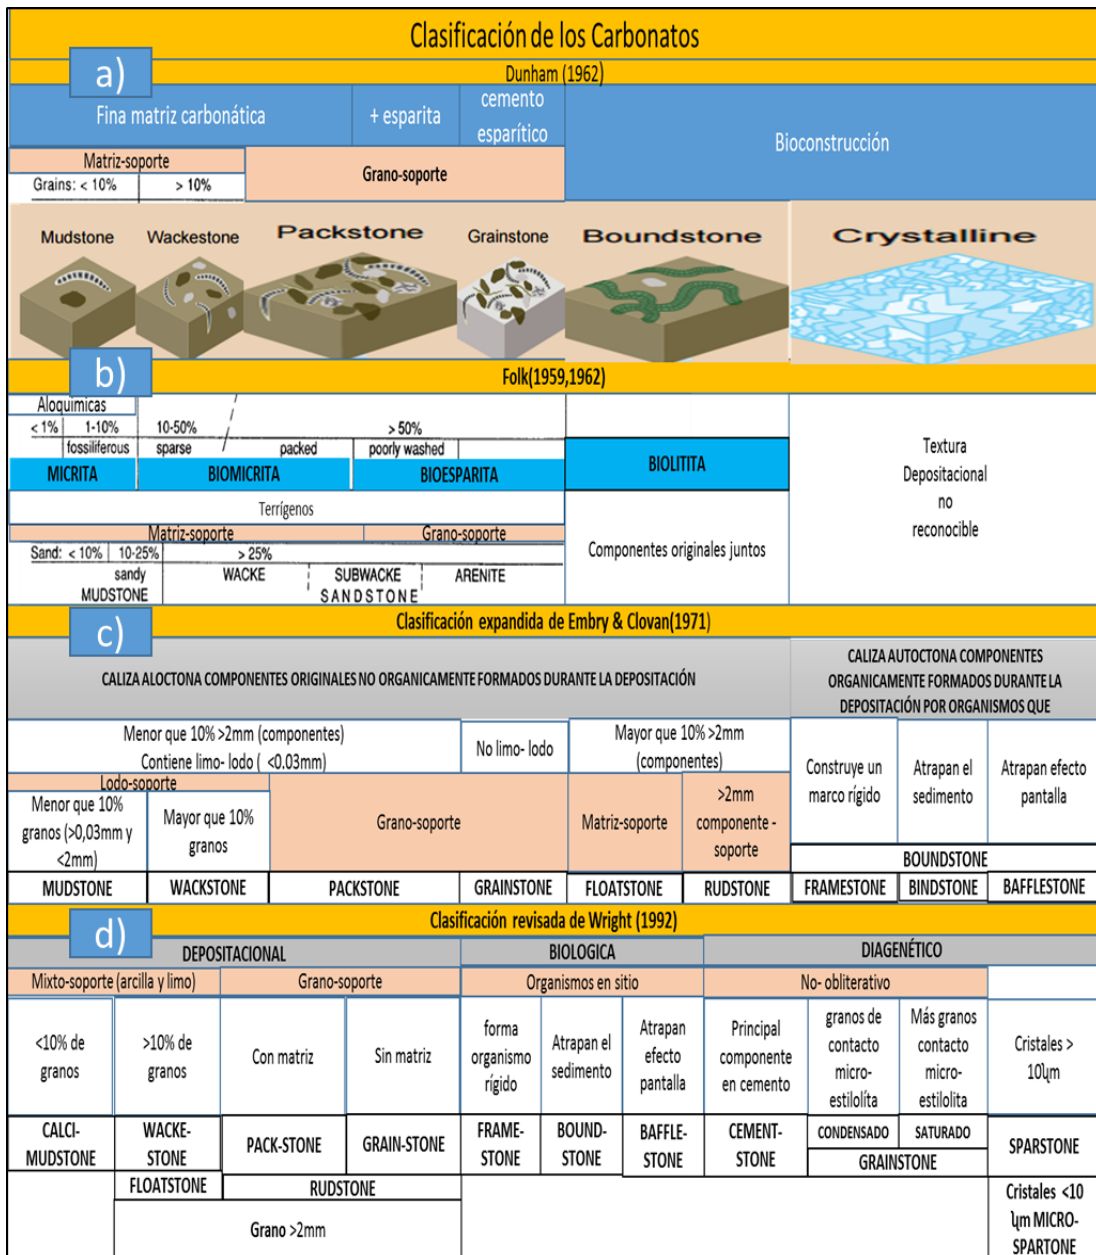 Clasificación de los Carbonatos
a)
Dunham (1962)
Fina matriz carbonática
+ esparita
cemento
esparítico
Bioconstrucción
Matriz-soporte
Grano-soporte
Grains: < 10%
> 10%
Mudstone
Wackestone
Packstone
Grainstone
Boundstone
Crystalline
b)
Folk(1959,1962)
Aloquimicas
< 1%
1-10%
10-50%
> 50%
fossiliferous
sparse
packed
poorly washed
MICRITA
BIOMICRITA
BIOESPARITA
BIOLITITA
Textura
Depositacional
no
reconocible
Terrígenos
Matriz-soporte
Grano-soporte
Sand: < 10%
10-25%
> 25%
sandy
MUDSTONE
WACKE
SUBWACKE
ARENITE
SANDSTONE
Componentes originales juntos
c)
Clasificación expandida de Embry & Clovan(1971)
CALIZA ALOCTONA COMPONENTES ORIGINALES NO ORGANICAMENTE FORMADOS DURANTE LA DEPOSITACIÓN
CALIZA AUTOCTONA COMPONENTES
ORGANICAMENTE FORMADOS DURANTE LA
DEPOSITACIÓN POR ORGANISMOS QUE
Menor que 10% >2mm (componentes)
Contiene limo- lodo ( <0.03mm)
No limo- lodo
Mayor que 10% >2mm
(componentes)
Construye un
marco rígido
Atrapan el
sedimento
Atrapan efecto
pantalla
Lodo-soporte
Menor que 10%
granos (>0,03mm y
<2mm)
Mayor que 10%
granos
Grano-soporte
Matriz-soporte
>2mm
componente -
soporte
BOUNDSTONE
MUDSTONE
WACKSTONE
PACKSTONE
GRAINSTONE
FLOATSTONE
RUDSTONE
FRAMESTONE
BINDSTONE
BAFFLESTONE
d)
Clasificación revisada de Wright (1992)
DEPOSITACIONAL
BIOLOGICA
DIAGENÉTICO
Mixto-soporte (arcilla y limo)
Grano-soporte
Organismos en sitio
No- obliterativo
<10% de
granos
>10% de
granos
Con matriz
Sin matriz
forma
organismo
rígido
Atrapan el
sedimento
Atrapan
efecto
pantalla
Principal
componente
en cemento
granos de
contacto
micro-
estilolíta
Más granos
contacto
micro-
estilolita
Cristales >
10ʯm
CALCI-
MUDSTONE
WACKE-
STONE
PACK-STONE
GRAIN-STONE
FRAME-
STONE
BOUND-
STONE
BAFFLE-
STONE
CEMENT-
STONE
CONDENSADO
SATURADO
GRAINSTONE
SPARSTONE
FLOATSTONE
RUDSTONE
Grano >2mm
Cristales <10
ʯm MICRO-
SPARTONE